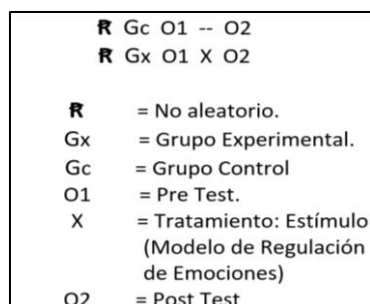 R Gc O1 -- O2
R Gx O1 X O2
R = No aleatorio.
Gx = Grupo Experimental.
Gc = Grupo Control
O1 = Pre Test.
X = Tratamiento: Estímulo
(Modelo de Regulación
de Emociones)
O2 = Post Test